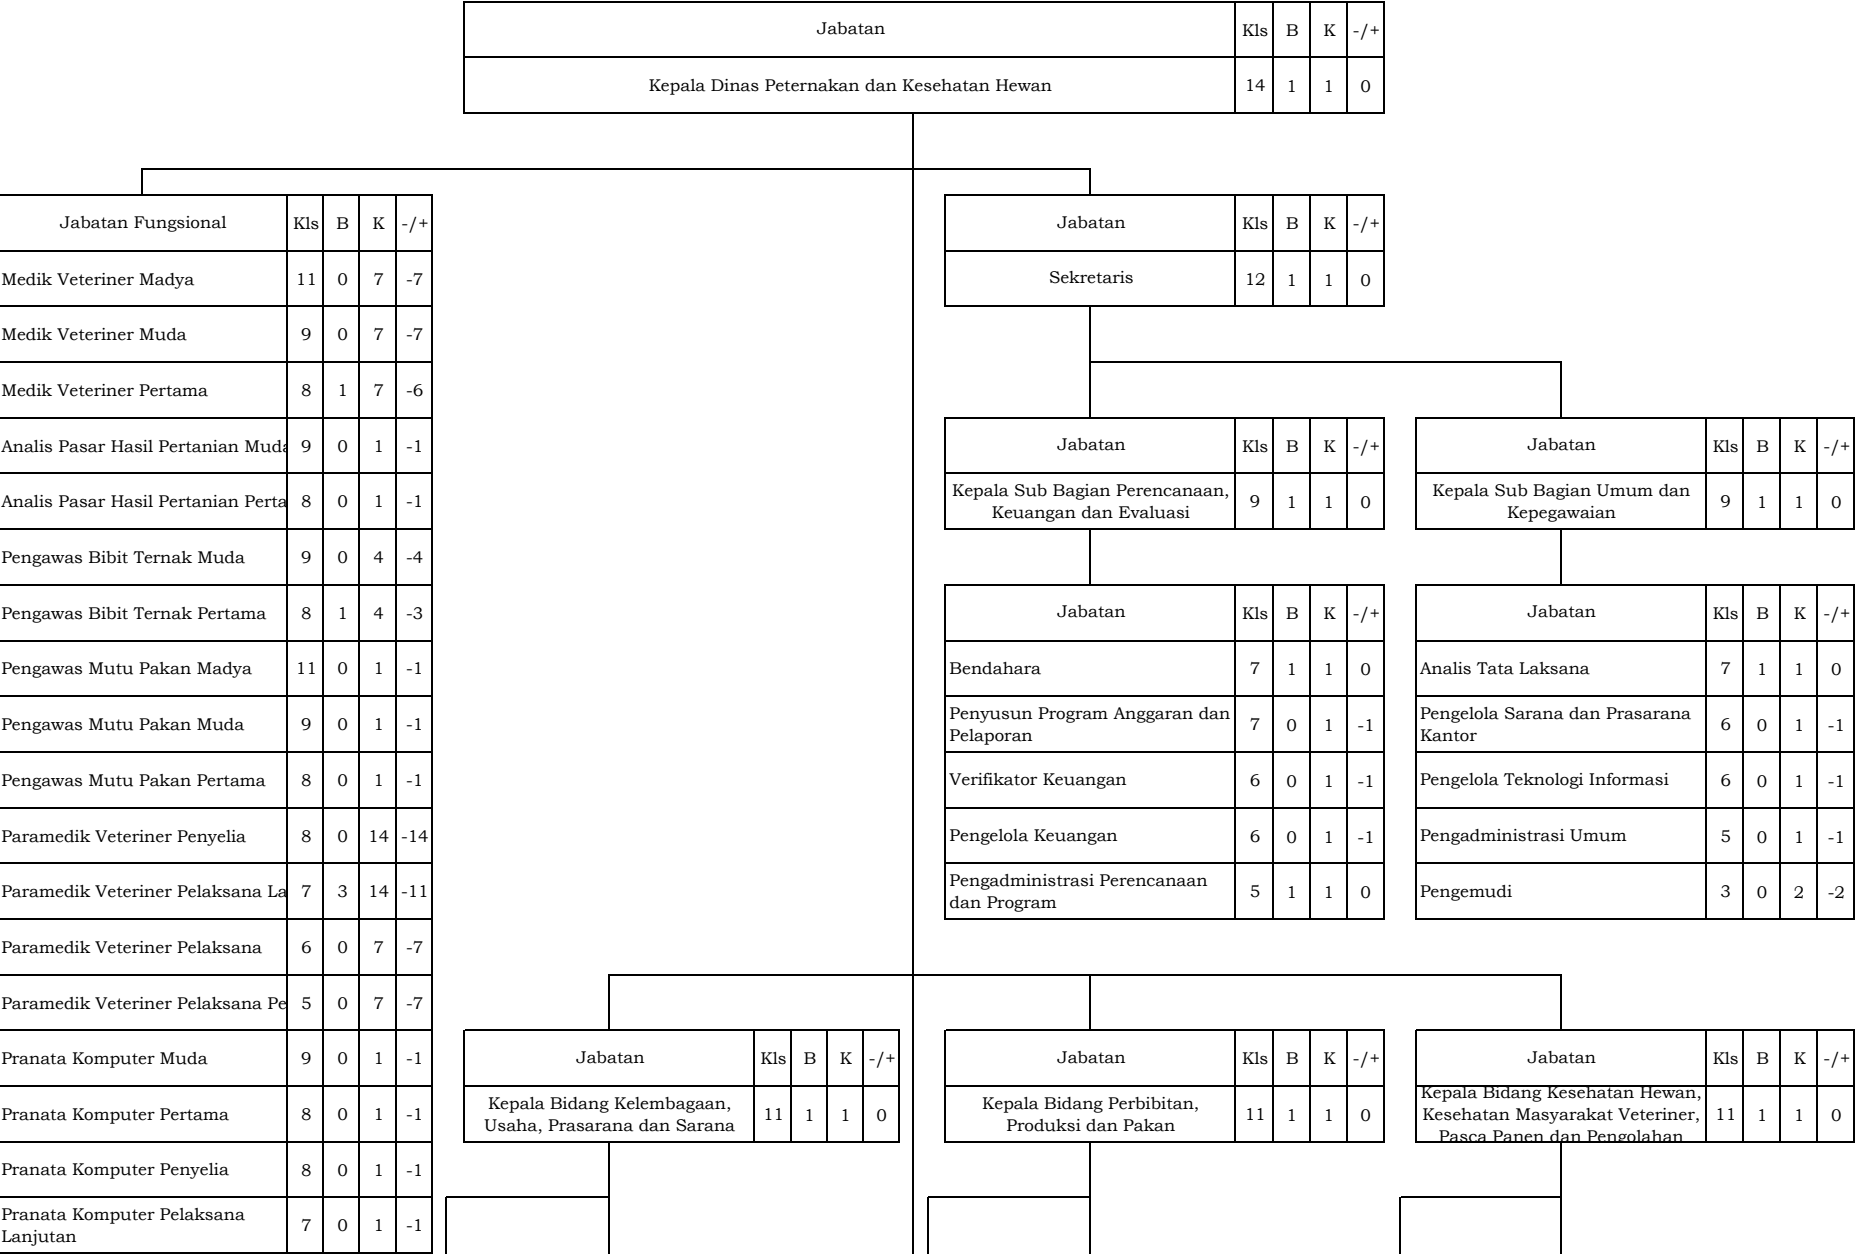 Jabatan Kls B K -/+
Kepala Dinas Peternakan dan Kesehatan Hewan 14 1 1 0
Jabatan Fungsional Kls B K -/+
Medik Veteriner Madya 11 0 7 -7
Medik Veteriner Muda 9 0 7 -7
Medik Veteriner Pertama 8 1 7 -6
Analis Pasar Hasil Pertanian Muda 9 0 1 -1
Analis Pasar Hasil Pertanian Perta 8 0 1 -1
Pengawas Bibit Ternak Muda 9 0 4 -4
Pengawas Bibit Ternak Pertama 8 1 4 -3
Pengawas Mutu Pakan Madya 11 0 1 -1
Pengawas Mutu Pakan Muda 9 0 1 -1
Pengawas Mutu Pakan Pertama 8 0 1 -1
Paramedik Veteriner Penyelia 8 0 14 -14
Paramedik Veteriner Pelaksana La 7 3 14 -11
Paramedik Veteriner Pelaksana 6 0 7 -7
Paramedik Veteriner Pelaksana Pe 5 0 7 -7
Pranata Komputer Muda 9 0 1 -1
Pranata Komputer Pertama 8 0 1 -1
Pranata Komputer Penyelia 8 0 1 -1
Pranata Komputer Pelaksana
Lanjutan 7 0 1 -1
Jabatan Kls B K -/+
Sekretaris 12 1 1 0
Jabatan Kls B K -/+
Kepala Sub Bagian Perencanaan,
Keuangan dan Evaluasi 9 1 1 0
Jabatan Kls B K -/+
Kepala Sub Bagian Umum dan
Kepegawaian 9 1 1 0
Jabatan Kls B K -/+
Bendahara 7 1 1 0
Penyusun Program Anggaran dan
Pelaporan 7 0 1 -1
Verifikator Keuangan 6 0 1 -1
Pengelola Keuangan 6 0 1 -1
Pengadministrasi Perencanaan
dan Program 5 1 1 0
Jabatan Kls B K -/+
Analis Tata Laksana 7 1 1 0
Pengelola Sarana dan Prasarana
Kantor 6 0 1 -1
Pengelola Teknologi Informasi 6 0 1 -1
Pengadministrasi Umum 5 0 1 -1
Pengemudi 3 0 2 -2
Jabatan Kls B K -/+
Kepala Bidang Kelembagaan,
Usaha, Prasarana dan Sarana 11 1 1 0
Jabatan Kls B K -/+
Kepala Bidang Perbibitan,
Produksi dan Pakan 11 1 1 0
Jabatan Kls B K -/+
Kepala Bidang Kesehatan Hewan,
Kesehatan Masyarakat Veteriner,
Pasca Panen dan Pengolahan 11 1 1 0